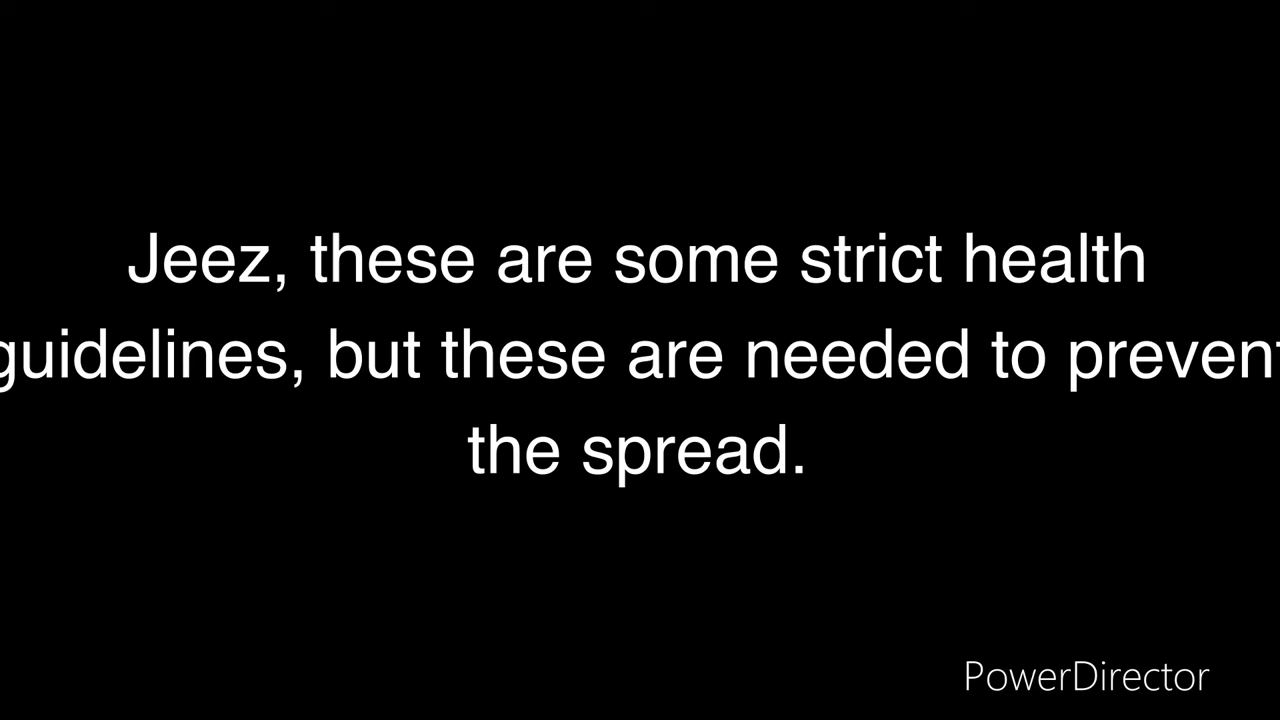 Jeez, these are some strict health
guidelines, but these are needed to prevent
the spread.
PowerDirector